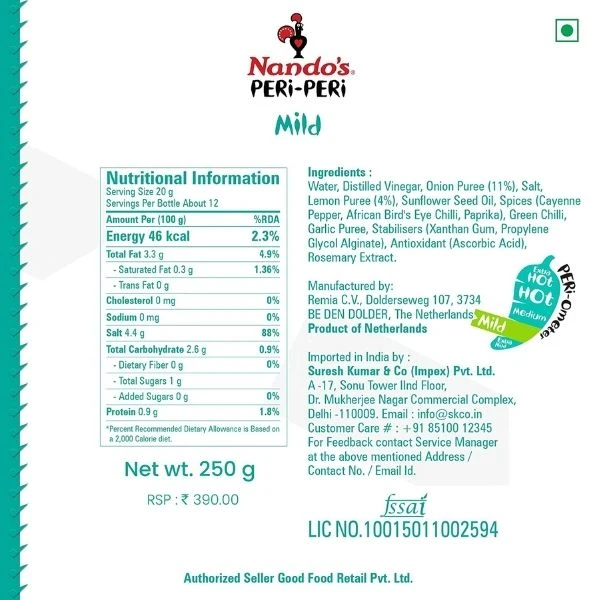 Nando's®
PERi-PERi
Mild
Nutritional Information
Serving Size 20 g
Servings Per Bottle About 12
Amount Per (100 g) %RDA
Energy 46 kcal 2.3%
Total Fat 3.3 g 4.9%
- Saturated Fat 0.3 g 1.36%
- Trans Fat 0 g
Cholesterol 0 mg 0%
Sodium 0 mg 0%
Salt 4.4 g 88%
Total Carbohydrate 2.6 g 0.9%
- Dietary Fiber 0 g 0%
- Total Sugars 1 g
- Added Sugars 0 g 0%
Protein 0.9 g 1.8%
*Percent Recommended Dietary Allowance is Based on
a 2,000 Calorie diet.
Net wt. 250 g
RSP : ₹ 390.00
Ingredients :
Water, Distilled Vinegar, Onion Puree (11%), Salt,
Lemon Puree (4%), Sunflower Seed Oil, Spices (Cayenne
Pepper, African Bird's Eye Chilli, Paprika), Green Chilli,
Garlic Puree, Stabilisers (Xanthan Gum, Propylene
Glycol Alginate), Antioxidant (Ascorbic Acid),
Rosemary Extract.
Manufactured by:
Remia C.V., Dolderseweg 107, 3734
BE DEN DOLDER, The Netherlands
Product of Netherlands
Extra
HOT
HOT
Medium
Mild
Extra
Mild
PERi-Ometer
Imported in India by :
Suresh Kumar & Co (Impex) Pvt. Ltd.
A -17, Sonu Tower IInd Floor,
Dr. Mukherjee Nagar Commercial Complex,
Delhi -110009. Email : info@skco.in
Customer Care # : +91 85100 12345
For Feedback contact Service Manager
at the above mentioned Address /
Contact No. / Email Id.
fssai
LIC NO.10015011002594
Authorized Seller Good Food Retail Pvt. Ltd.